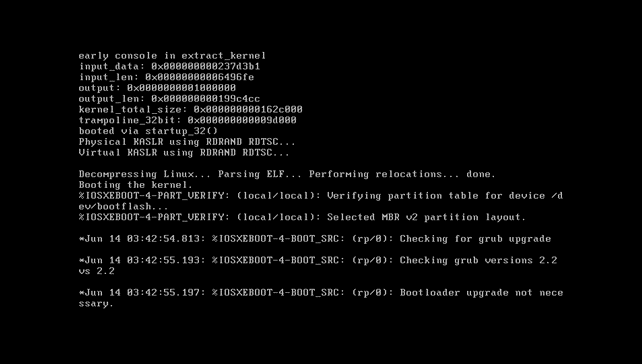 early console in extract_kernel
input_data: 0x000000000237d3b1
input_len: 0x00000000006496fe
output: 0x0000000001000000
output_len: 0x000000000199c4cc
kernel_total_size: 0x000000000162c000
trampoline_32bit: 0x000000000009d000
booted via startup_32()
Physical KASLR using RDRAND RDTSC...
Virtual KASLR using RDRAND RDTSC...
Decompressing Linux... Parsing ELF... Performing relocations... done.
Booting the kernel.
%IOSXEBOOT-4-PART_VERIFY: (local/local): Verifying partition table for device /d
ev/bootflash...
%IOSXEBOOT-4-PART_VERIFY: (local/local): Selected MBR v2 partition layout.
*Jun 14 03:42:54.813: %IOSXEBOOT-4-BOOT_SRC: (rp/0): Checking for grub upgrade
*Jun 14 03:42:55.193: %IOSXEBOOT-4-BOOT_SRC: (rp/0): Checking grub versions 2.2
vs 2.2
*Jun 14 03:42:55.197: %IOSXEBOOT-4-BOOT_SRC: (rp/0): Bootloader upgrade not nece
ssary.